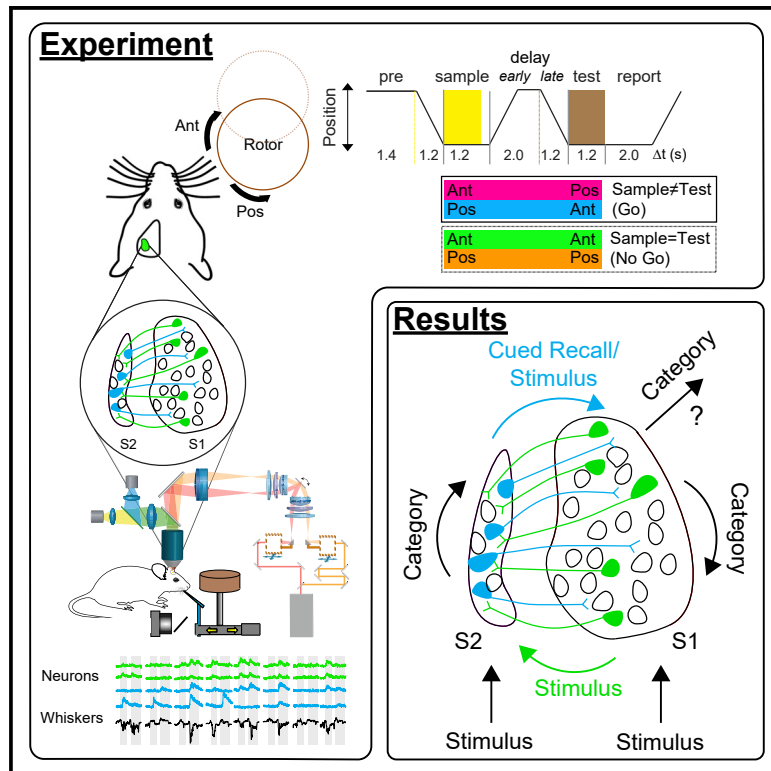 Experiment
delay
pre sample early late test report
Position
1.4 1.2 1.2 2.0 1.2 1.2 2.0 Δt (s)
Ant
Rotor
Pos
Ant Pos Sample≠Test
Pos Ant (Go)
Ant Ant Sample=Test
Pos Pos (No Go)
S2 S1
Neurons
Whiskers
Results
Cued Recall/
Stimulus
Category
?
Category
Category
S2
S1
Stimulus
Stimulus
Stimulus